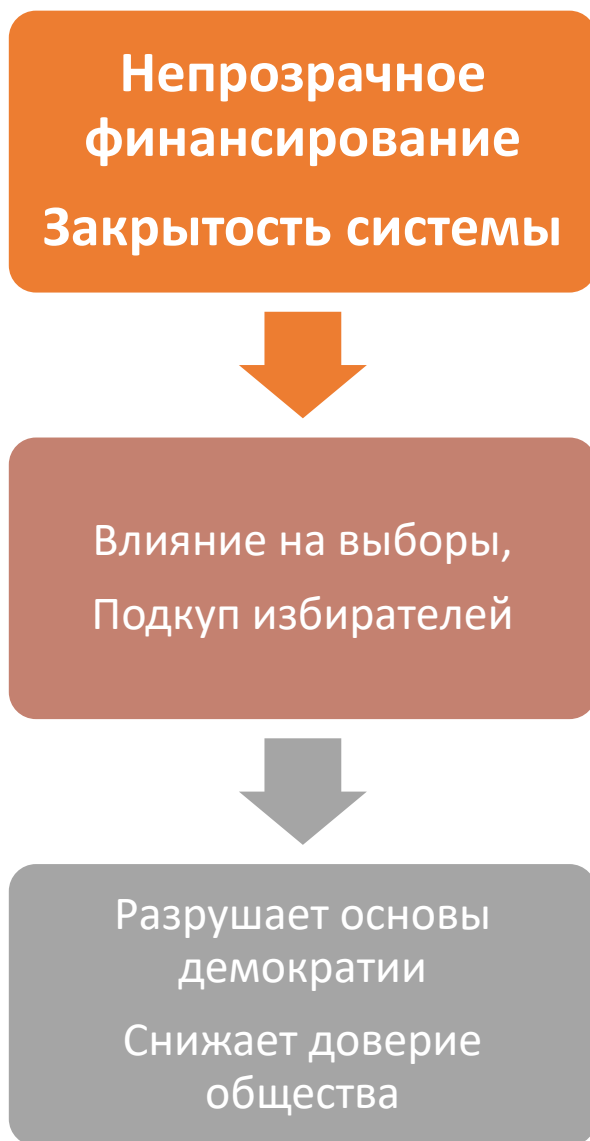 Непрозрачное
финансирование
Закрытость системы
Влияние на выборы,
Подкуп избирателей
Разрушает основы
демократии
Снижает доверие
общества